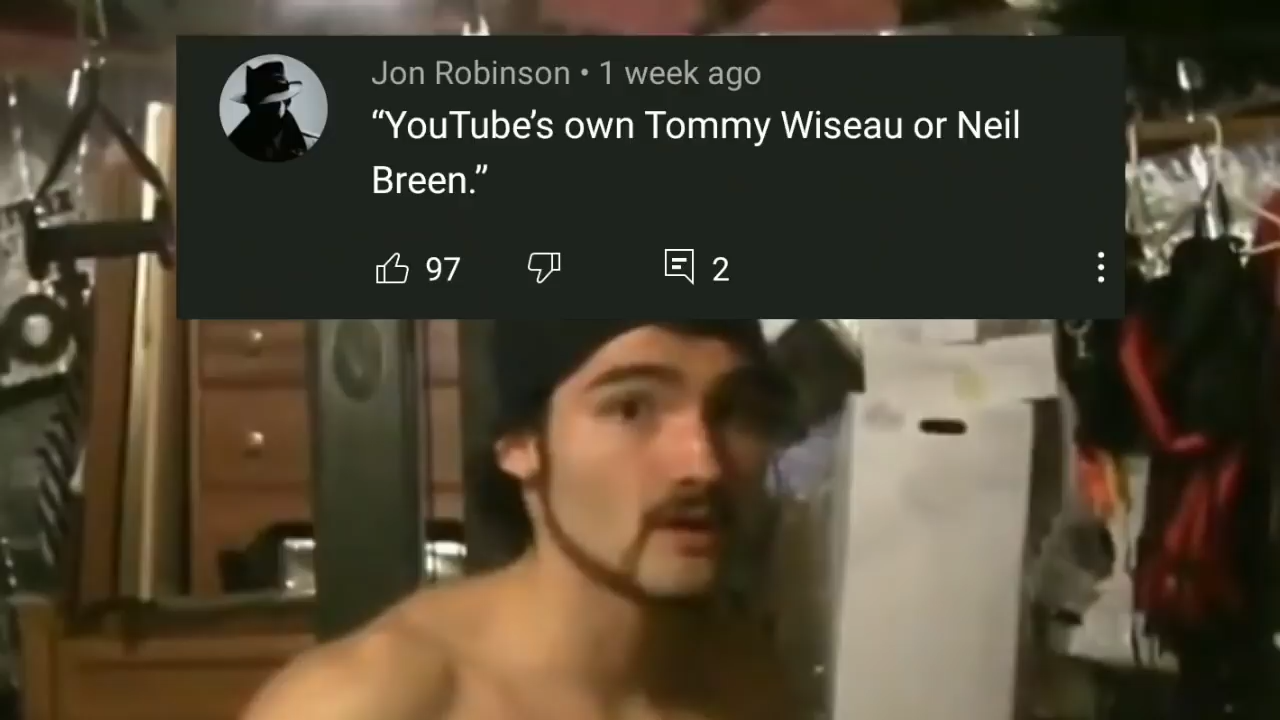 Jon Robinson • 1 week ago
“YouTube’s own Tommy Wiseau or Neil
Breen.”
97 2